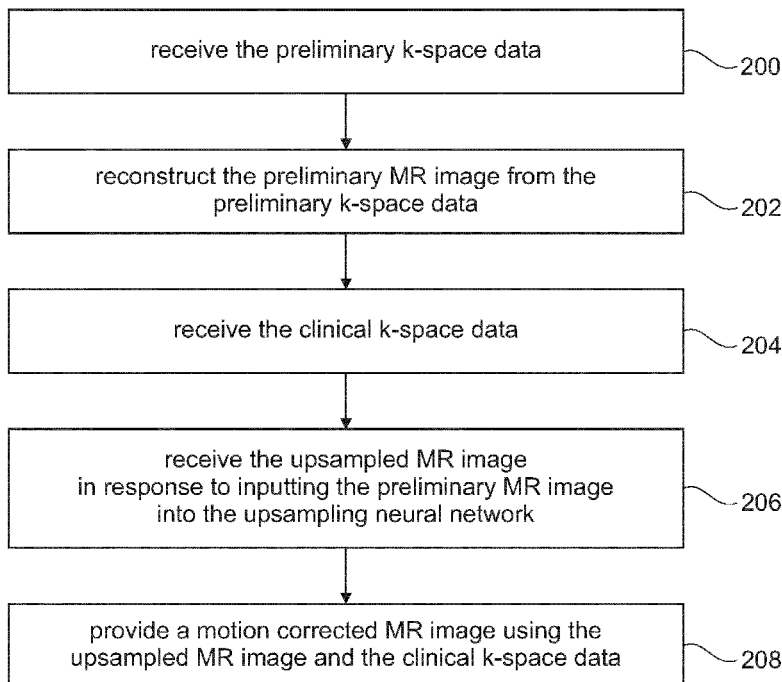 receive the preliminary k-space data
200
reconstruct the preliminary MR image from the
preliminary k-space data
202
receive the clinical k-space data
204
receive the upsampled MR image
in response to inputting the preliminary MR image
into the upsampling neural network
206
provide a motion corrected MR image using the
upsampled MR image and the clinical k-space data
208